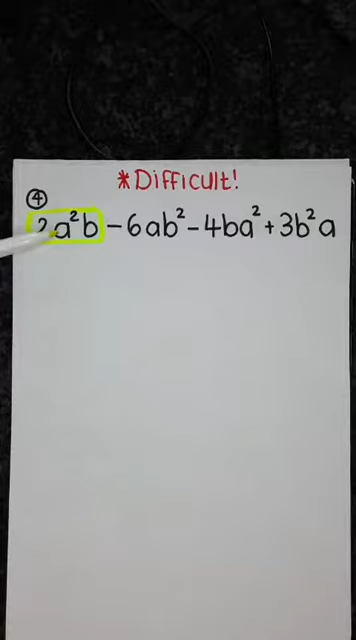 *Difficult!
④
2a²b - 6ab² - 4ba² + 3b²a